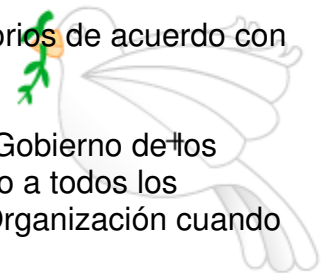 orios de acuerdo con
Gobierno de los
o a todos los
Organización cuando